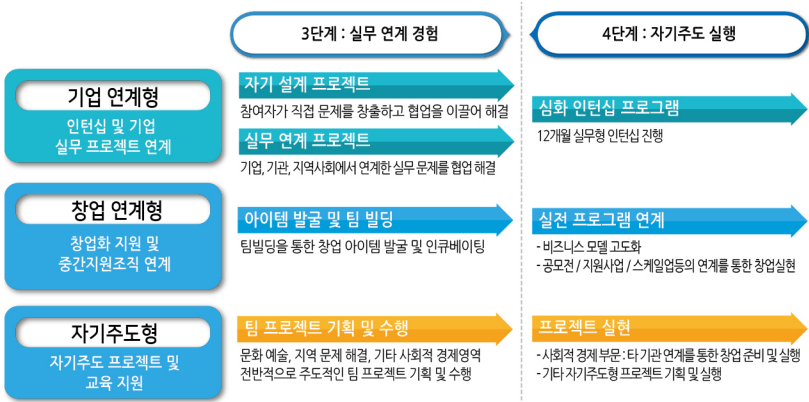 3단계 : 실무 연계 경험
4단계 : 자기주도 실행
기업 연계형
인턴십 및 기업
실무 프로젝트 연계
자기 설계 프로젝트
참여자가 직접 문제를 창출하고 협업을 이끌어 해결
실무 연계 프로젝트
기업, 기관, 지역사회에서 연계한 실무 문제를 협업 해결
심화 인턴십 프로그램
12개월 실무형 인턴십 진행
창업 연계형
창업화 지원 및
중간지원조직 연계
아이템 발굴 및 팀 빌딩
팀빌딩을 통한 창업 아이템 발굴 및 인큐베이팅
실전 프로그램 연계
- 비즈니스 모델 고도화
- 공모전 / 지원사업 / 스케일업등의 연계를 통한 창업실현
자기주도형
자기주도 프로젝트 및
교육 지원
팀 프로젝트 기획 및 수행
문화 예술, 지역 문제 해결, 기타 사회적 경제영역
전반적으로 주도적인 팀 프로젝트 기획 및 수행
프로젝트 실현
- 사회적 경제 부문 : 타 기관 연계를 통한 창업 준비 및 실행
- 기타 자기주도형 프로젝트 기획 및 실행